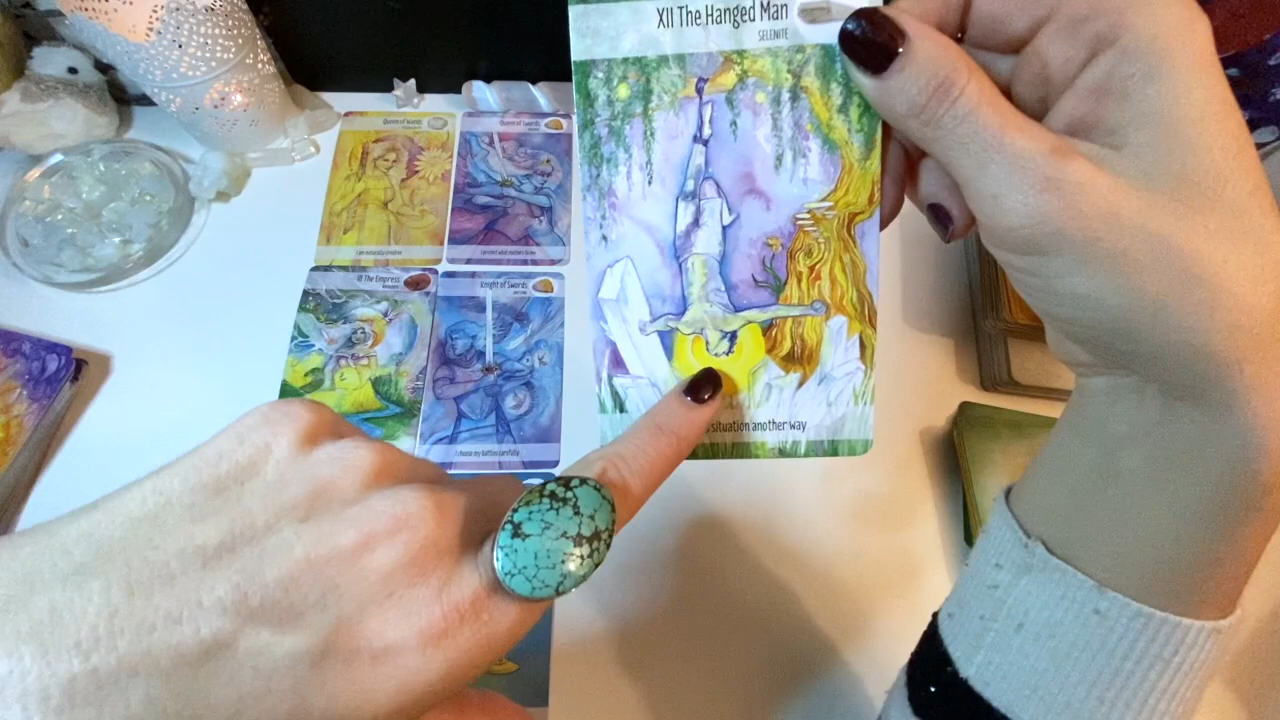 XII The Hanged Man
SELENITE
situation another way
Queen of Wands
I am naturally creative
Queen of Swords
I protect what matters to me
III The Empress
Knight of Swords
I choose my battles carefully